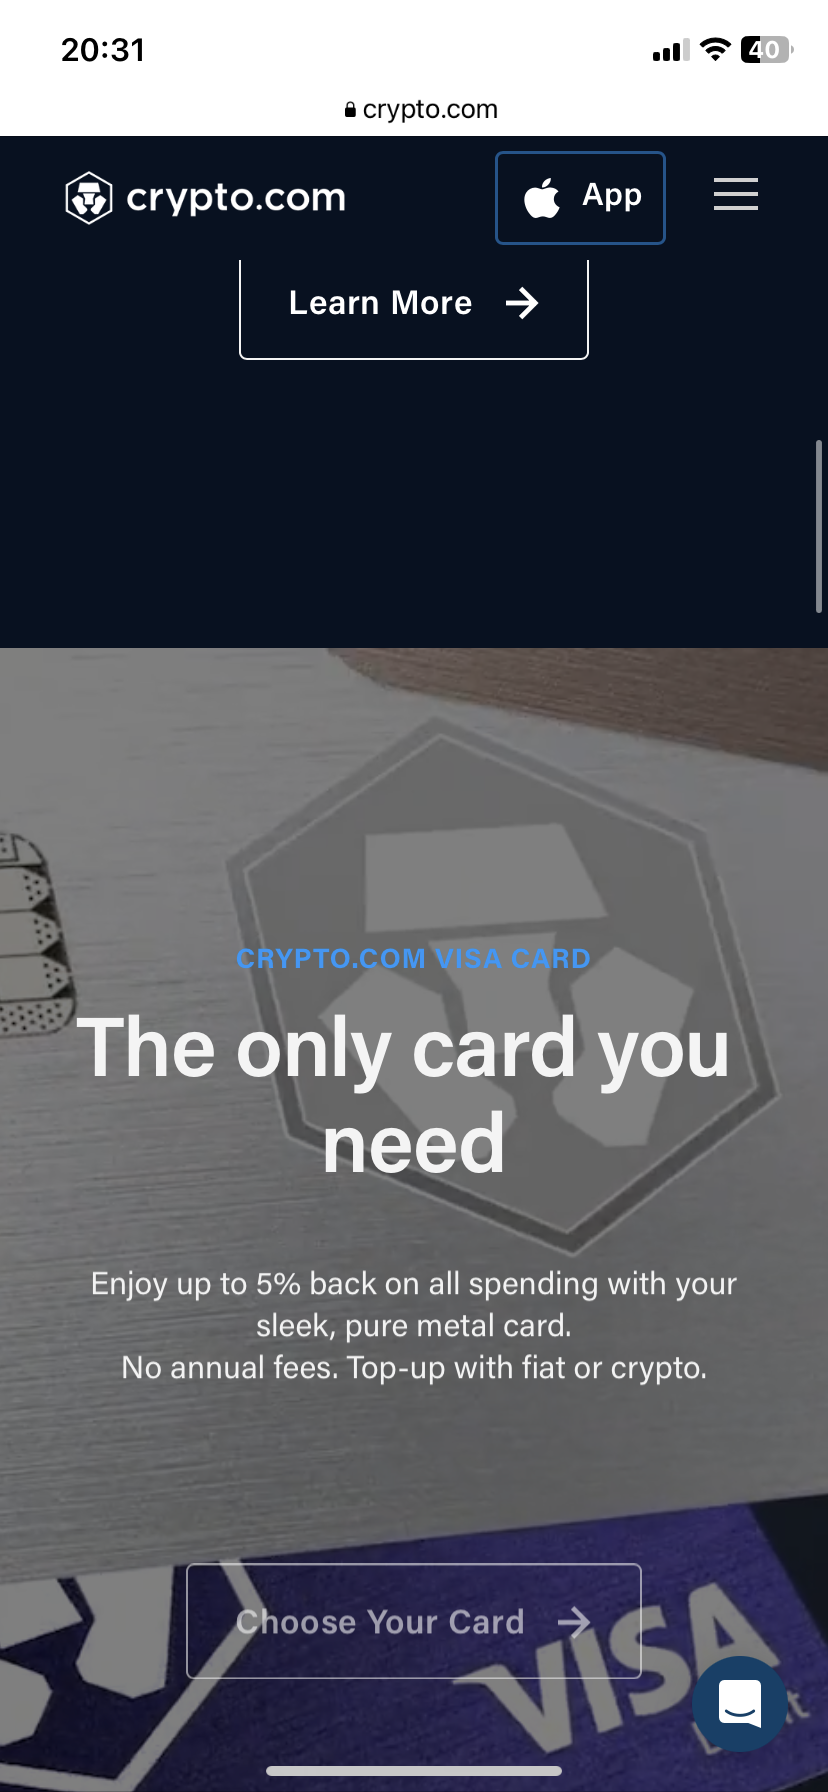 20:31
40
crypto.com
crypto.com
App
Learn More
CRYPTO.COM VISA CARD
The only card you
need
Enjoy up to 5% back on all spending with your
sleek, pure metal card.
No annual fees. Top-up with fiat or crypto.
Choose Your Card
VISA